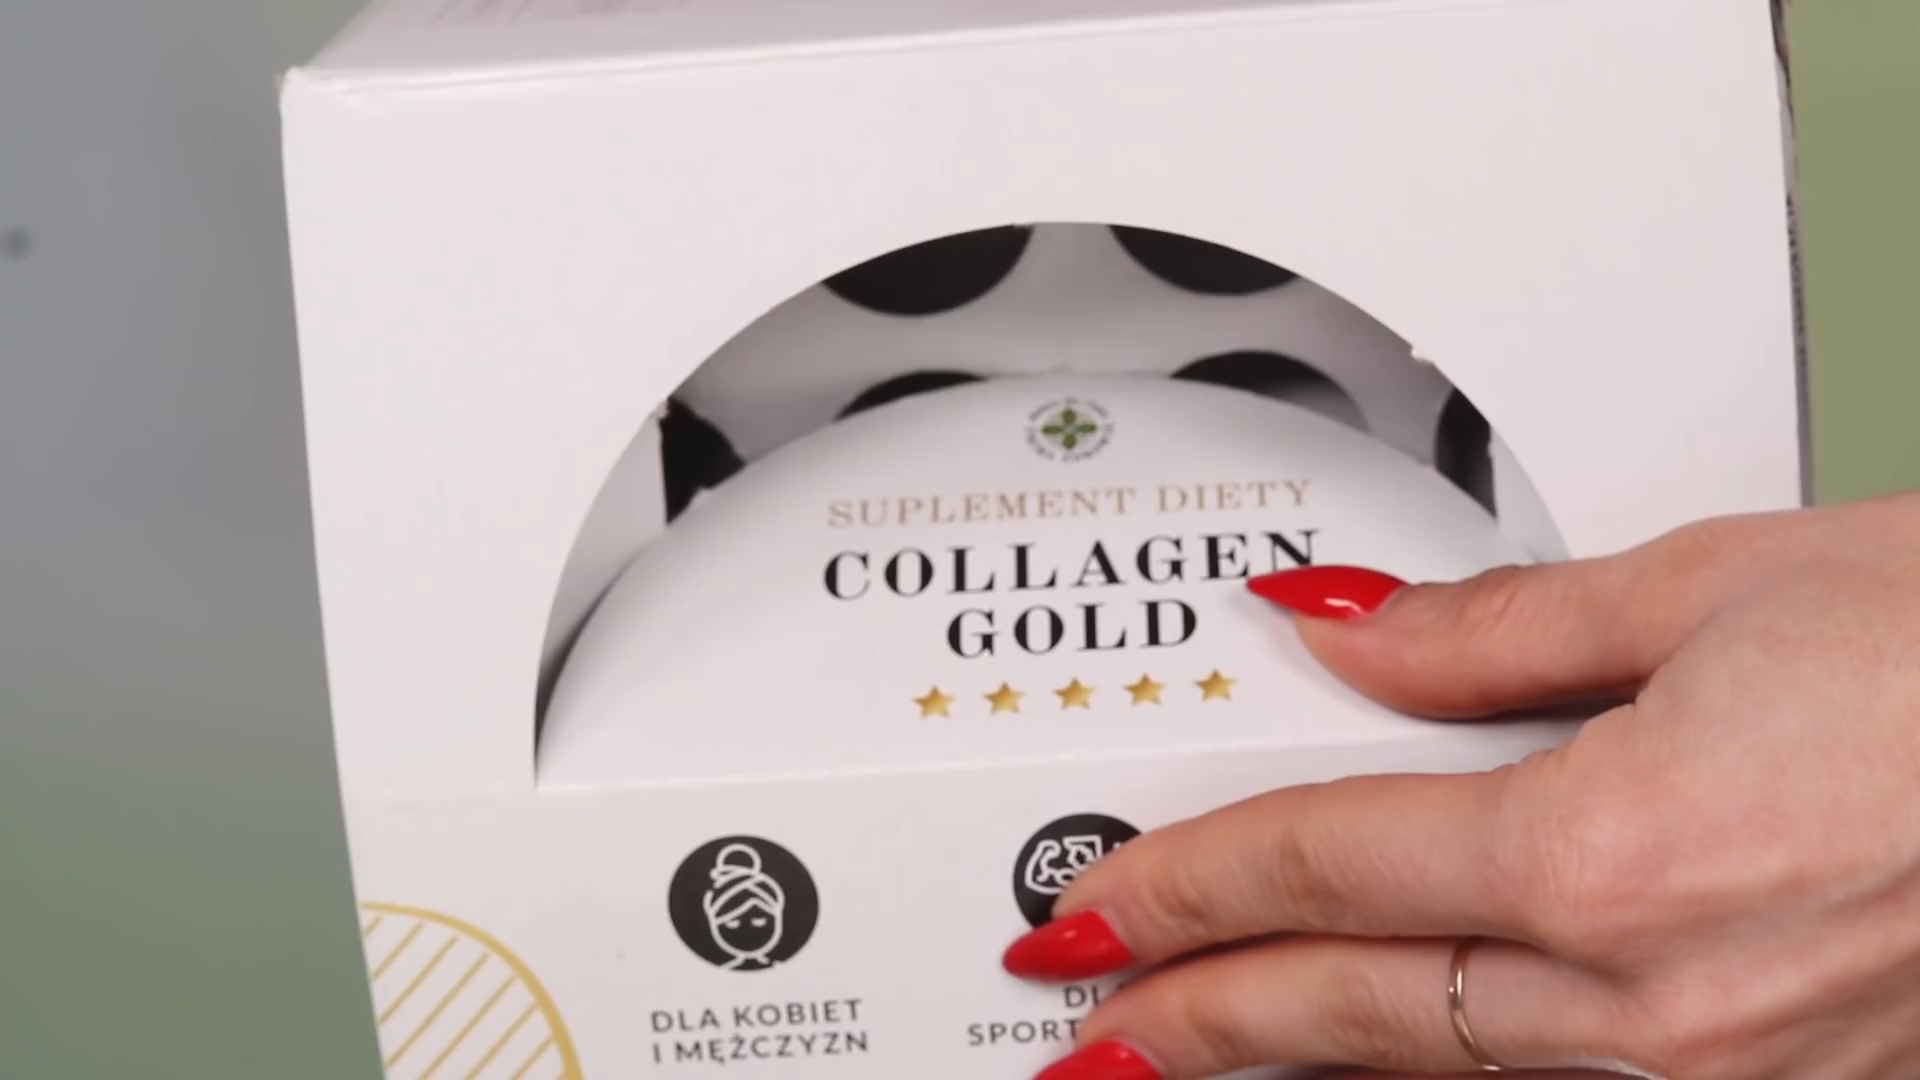 SUPLEMENT DIETY
COLLAGEN
GOLD
DLA KOBIET
I MĘŻCZYZN